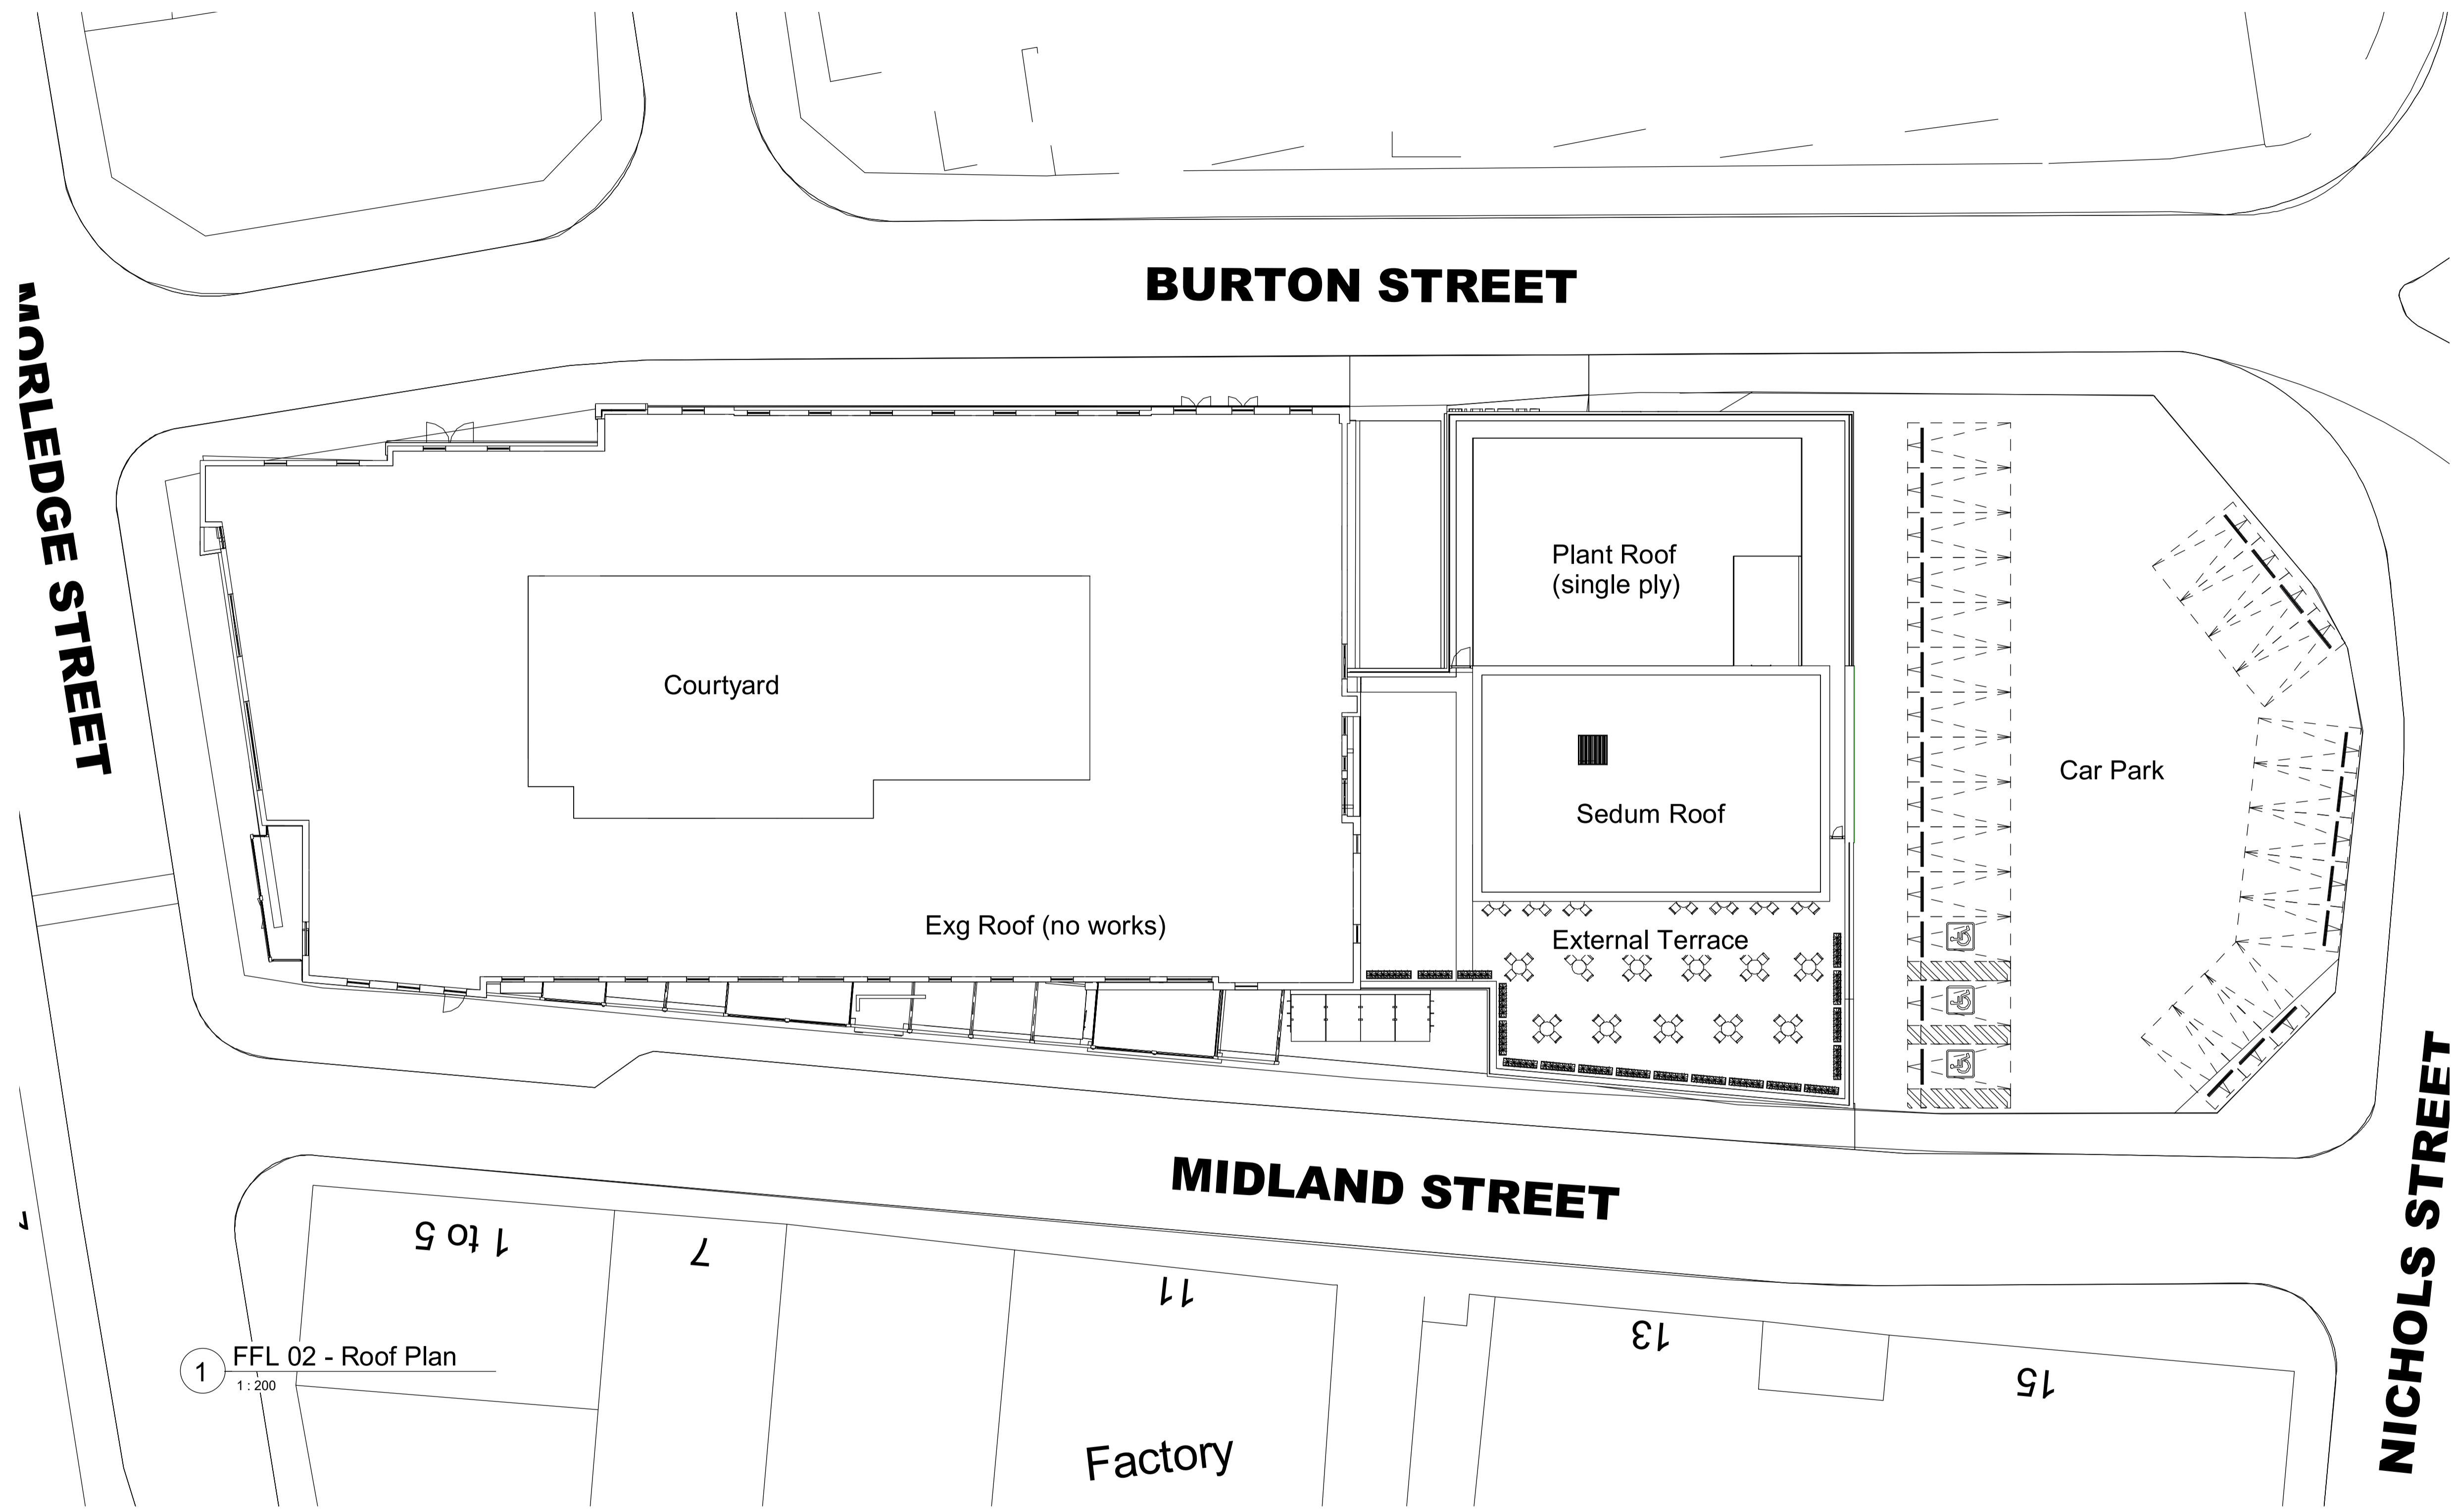 BURTON STREET
MORLEDGE STREET
Plant Roof
(single ply)
Courtyard
Car Park
Sedum Roof
Exg Roof (no works)
External Terrace
MIDLAND STREET
NICHOLS STREET
1 to 5
7
11
13
15
1
FFL 02 - Roof Plan
1 : 200
Factory